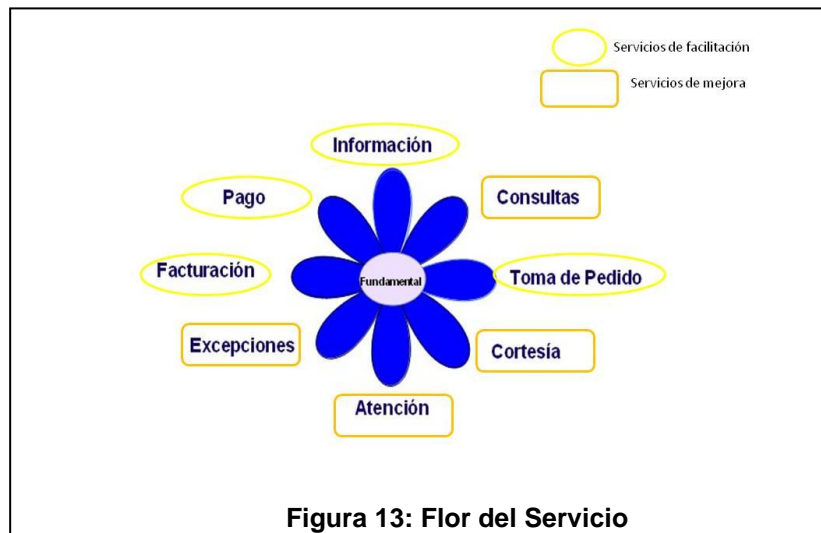 Servicios de facilitación
Servicios de mejora
Información
Pago
Consultas
Facturación
Fundamental
Toma de Pedido
Excepciones
Cortesía
Atención
Figura 13: Flor del Servicio